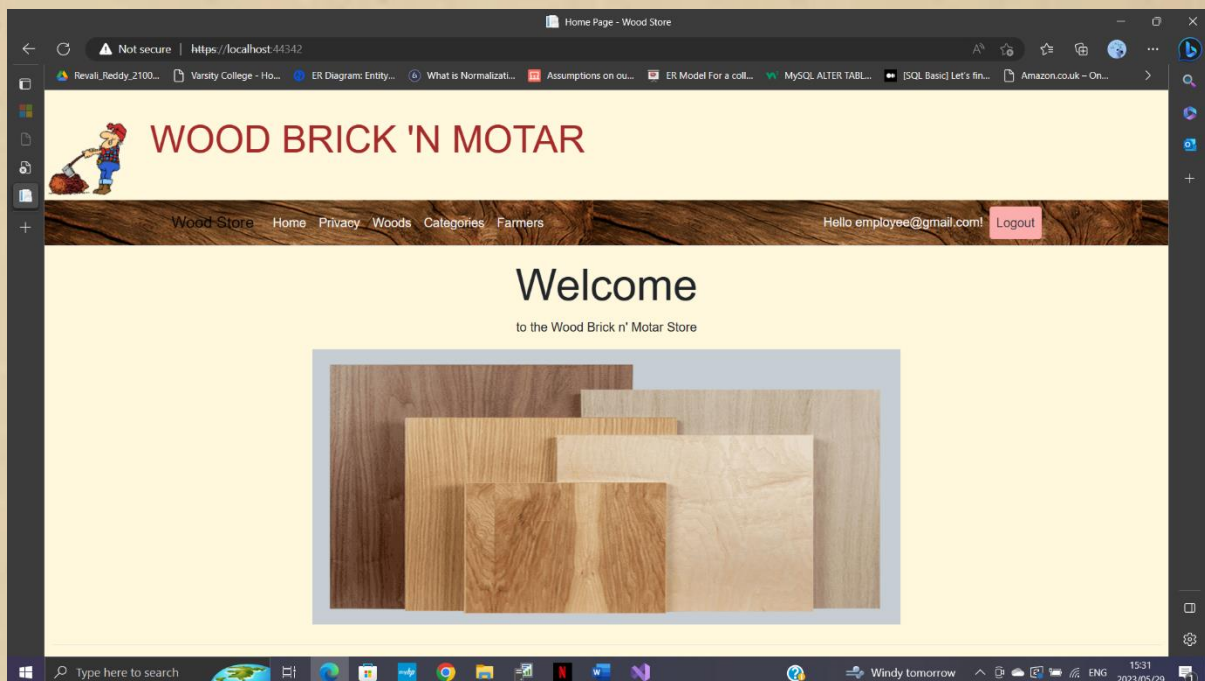 Home Page - Wood Store
Not secure | https://localhost:44342
Revali_Reddy_2100...
Varsity College - Ho...
ER Diagram: Entity...
What is Normalizati...
Assumptions on ou...
ER Model For a coll...
MySQL ALTER TABL...
[SQL Basic] Let's fin...
Amazon.co.uk – On...
WOOD BRICK 'N MOTAR
Wood Store Home Privacy Woods Categories Farmers Hello employee@gmail.com! Logout
Welcome
to the Wood Brick n' Motar Store
Type here to search
Windy tomorrow
ENG
15:31
2023/05/29